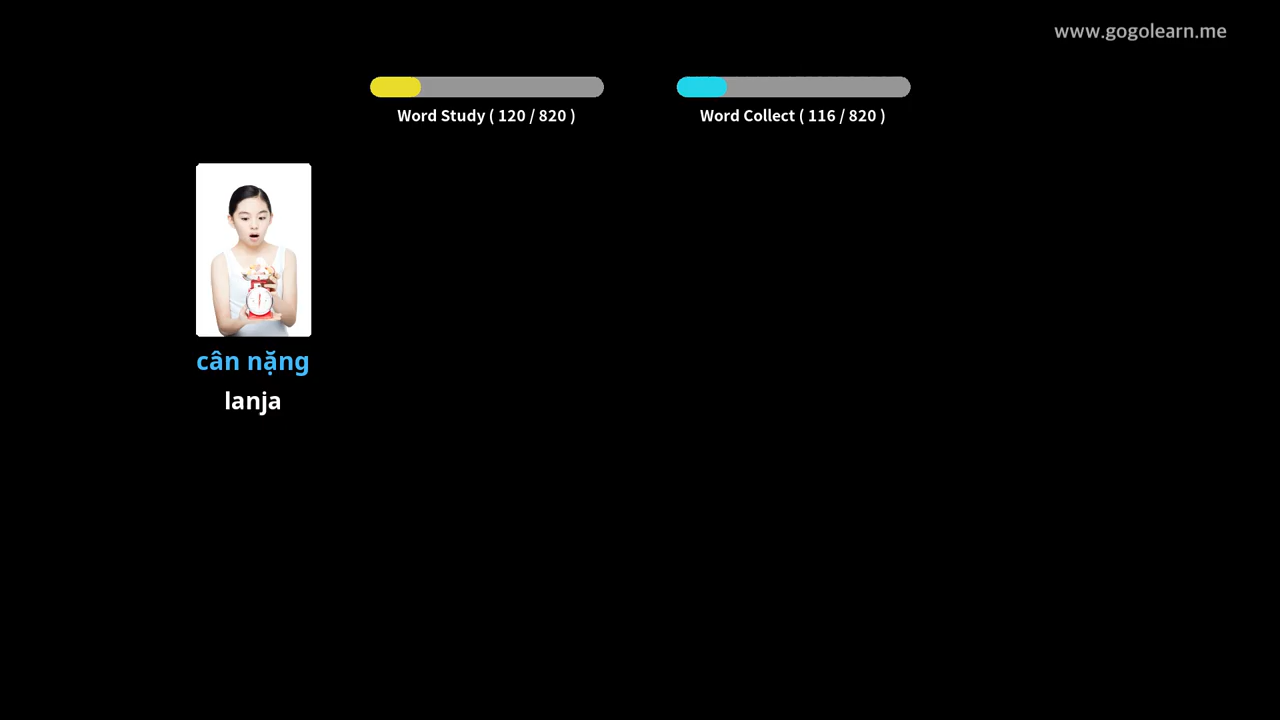 www.gogolearn.me
Word Study ( 120 / 820 )
Word Collect ( 116 / 820 )
cân nặng
lanja